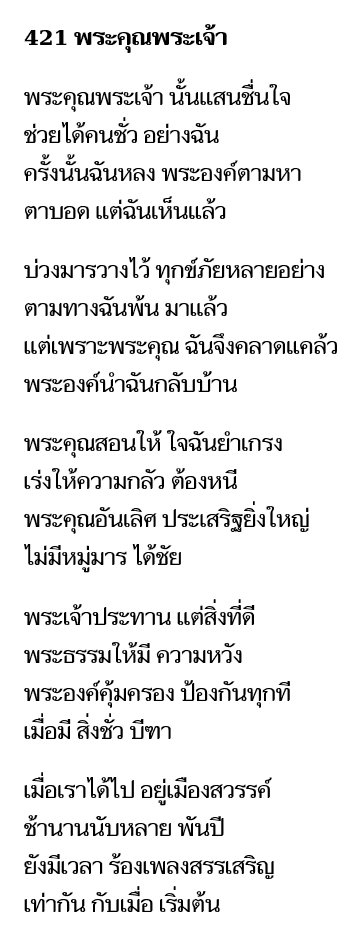 421 พระคุณพระเจ้า
พระคุณพระเจ้า นั้นแสนชื่นใจ
ช่วยได้คนชั่ว อย่างฉัน
ครั้งนั้นฉันหลง พระองค์ตามหา
ตาบอด แต่ฉันเห็นแล้ว
บ่วงมารวางไว้ ทุกข์ภัยหลายอย่าง
ตามทางฉันพ้น มาแล้ว
แต่เพราะพระคุณ ฉันจึงคลาดแคล้ว
พระองค์นำฉันกลับบ้าน
พระคุณสอนให้ ใจฉันยำเกรง
เร่งให้ความกลัว ต้องหนี
พระคุณอันเลิศ ประเสริฐยิ่งใหญ่
ไม่มีหมู่มาร ได้ชัย
พระเจ้าประทาน แต่สิ่งที่ดี
พระธรรมให้มี ความหวัง
พระองค์คุ้มครอง ป้องกันทุกที
เมื่อมี สิ่งชั่ว บีฑา
เมื่อเราได้ไป อยู่เมืองสวรรค์
ช้านานนับหลาย พันปี
ยังมีเวลา ร้องเพลงสรรเสริญ
เท่ากัน กับเมื่อ เริ่มต้น